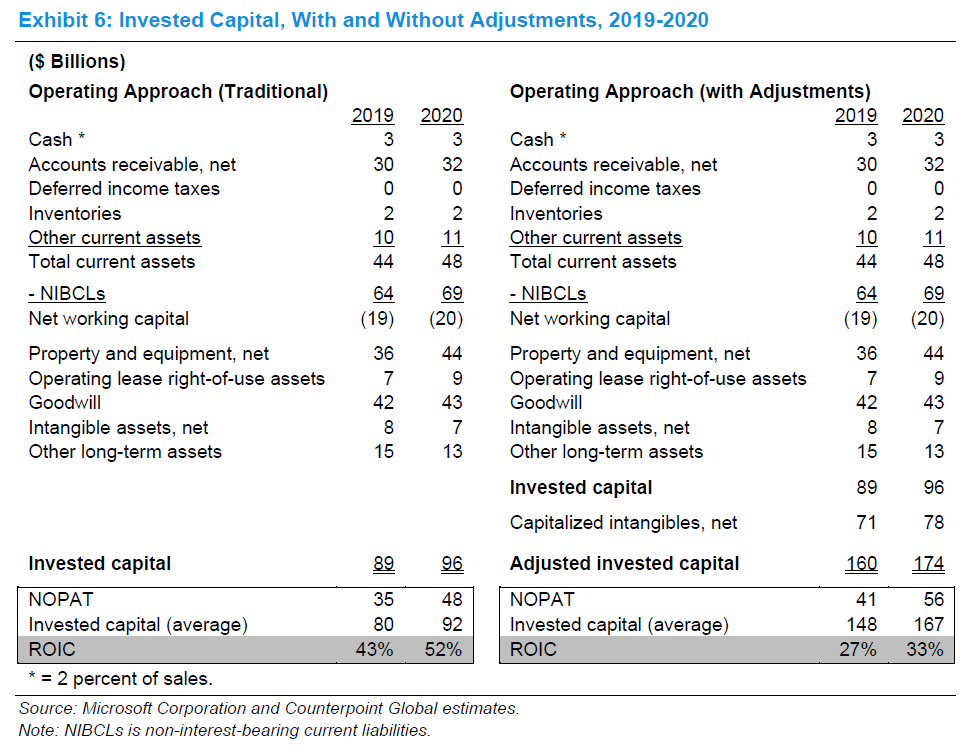 Exhibit 6: Invested Capital, With and Without Adjustments, 2019-2020
($ Billions)
Operating Approach (Traditional)
2019 2020
Cash * 3 3
Accounts receivable, net 30 32
Deferred income taxes 0 0
Inventories 2 2
Other current assets 10 11
Total current assets 44 48
- NIBCLs 64 69
Net working capital (19) (20)
Property and equipment, net 36 44
Operating lease right-of-use assets 7 9
Goodwill 42 43
Intangible assets, net 8 7
Other long-term assets 15 13
Invested capital 89 96
NOPAT 35 48
Invested capital (average) 80 92
ROIC 43% 52%
* = 2 percent of sales.
Operating Approach (with Adjustments)
2019 2020
Cash * 3 3
Accounts receivable, net 30 32
Deferred income taxes 0 0
Inventories 2 2
Other current assets 10 11
Total current assets 44 48
- NIBCLs 64 69
Net working capital (19) (20)
Property and equipment, net 36 44
Operating lease right-of-use assets 7 9
Goodwill 42 43
Intangible assets, net 8 7
Other long-term assets 15 13
Invested capital 89 96
Capitalized intangibles, net 71 78
Adjusted invested capital 160 174
NOPAT 41 56
Invested capital (average) 148 167
ROIC 27% 33%
Source: Microsoft Corporation and Counterpoint Global estimates.
Note: NIBCLs is non-interest-bearing current liabilities.